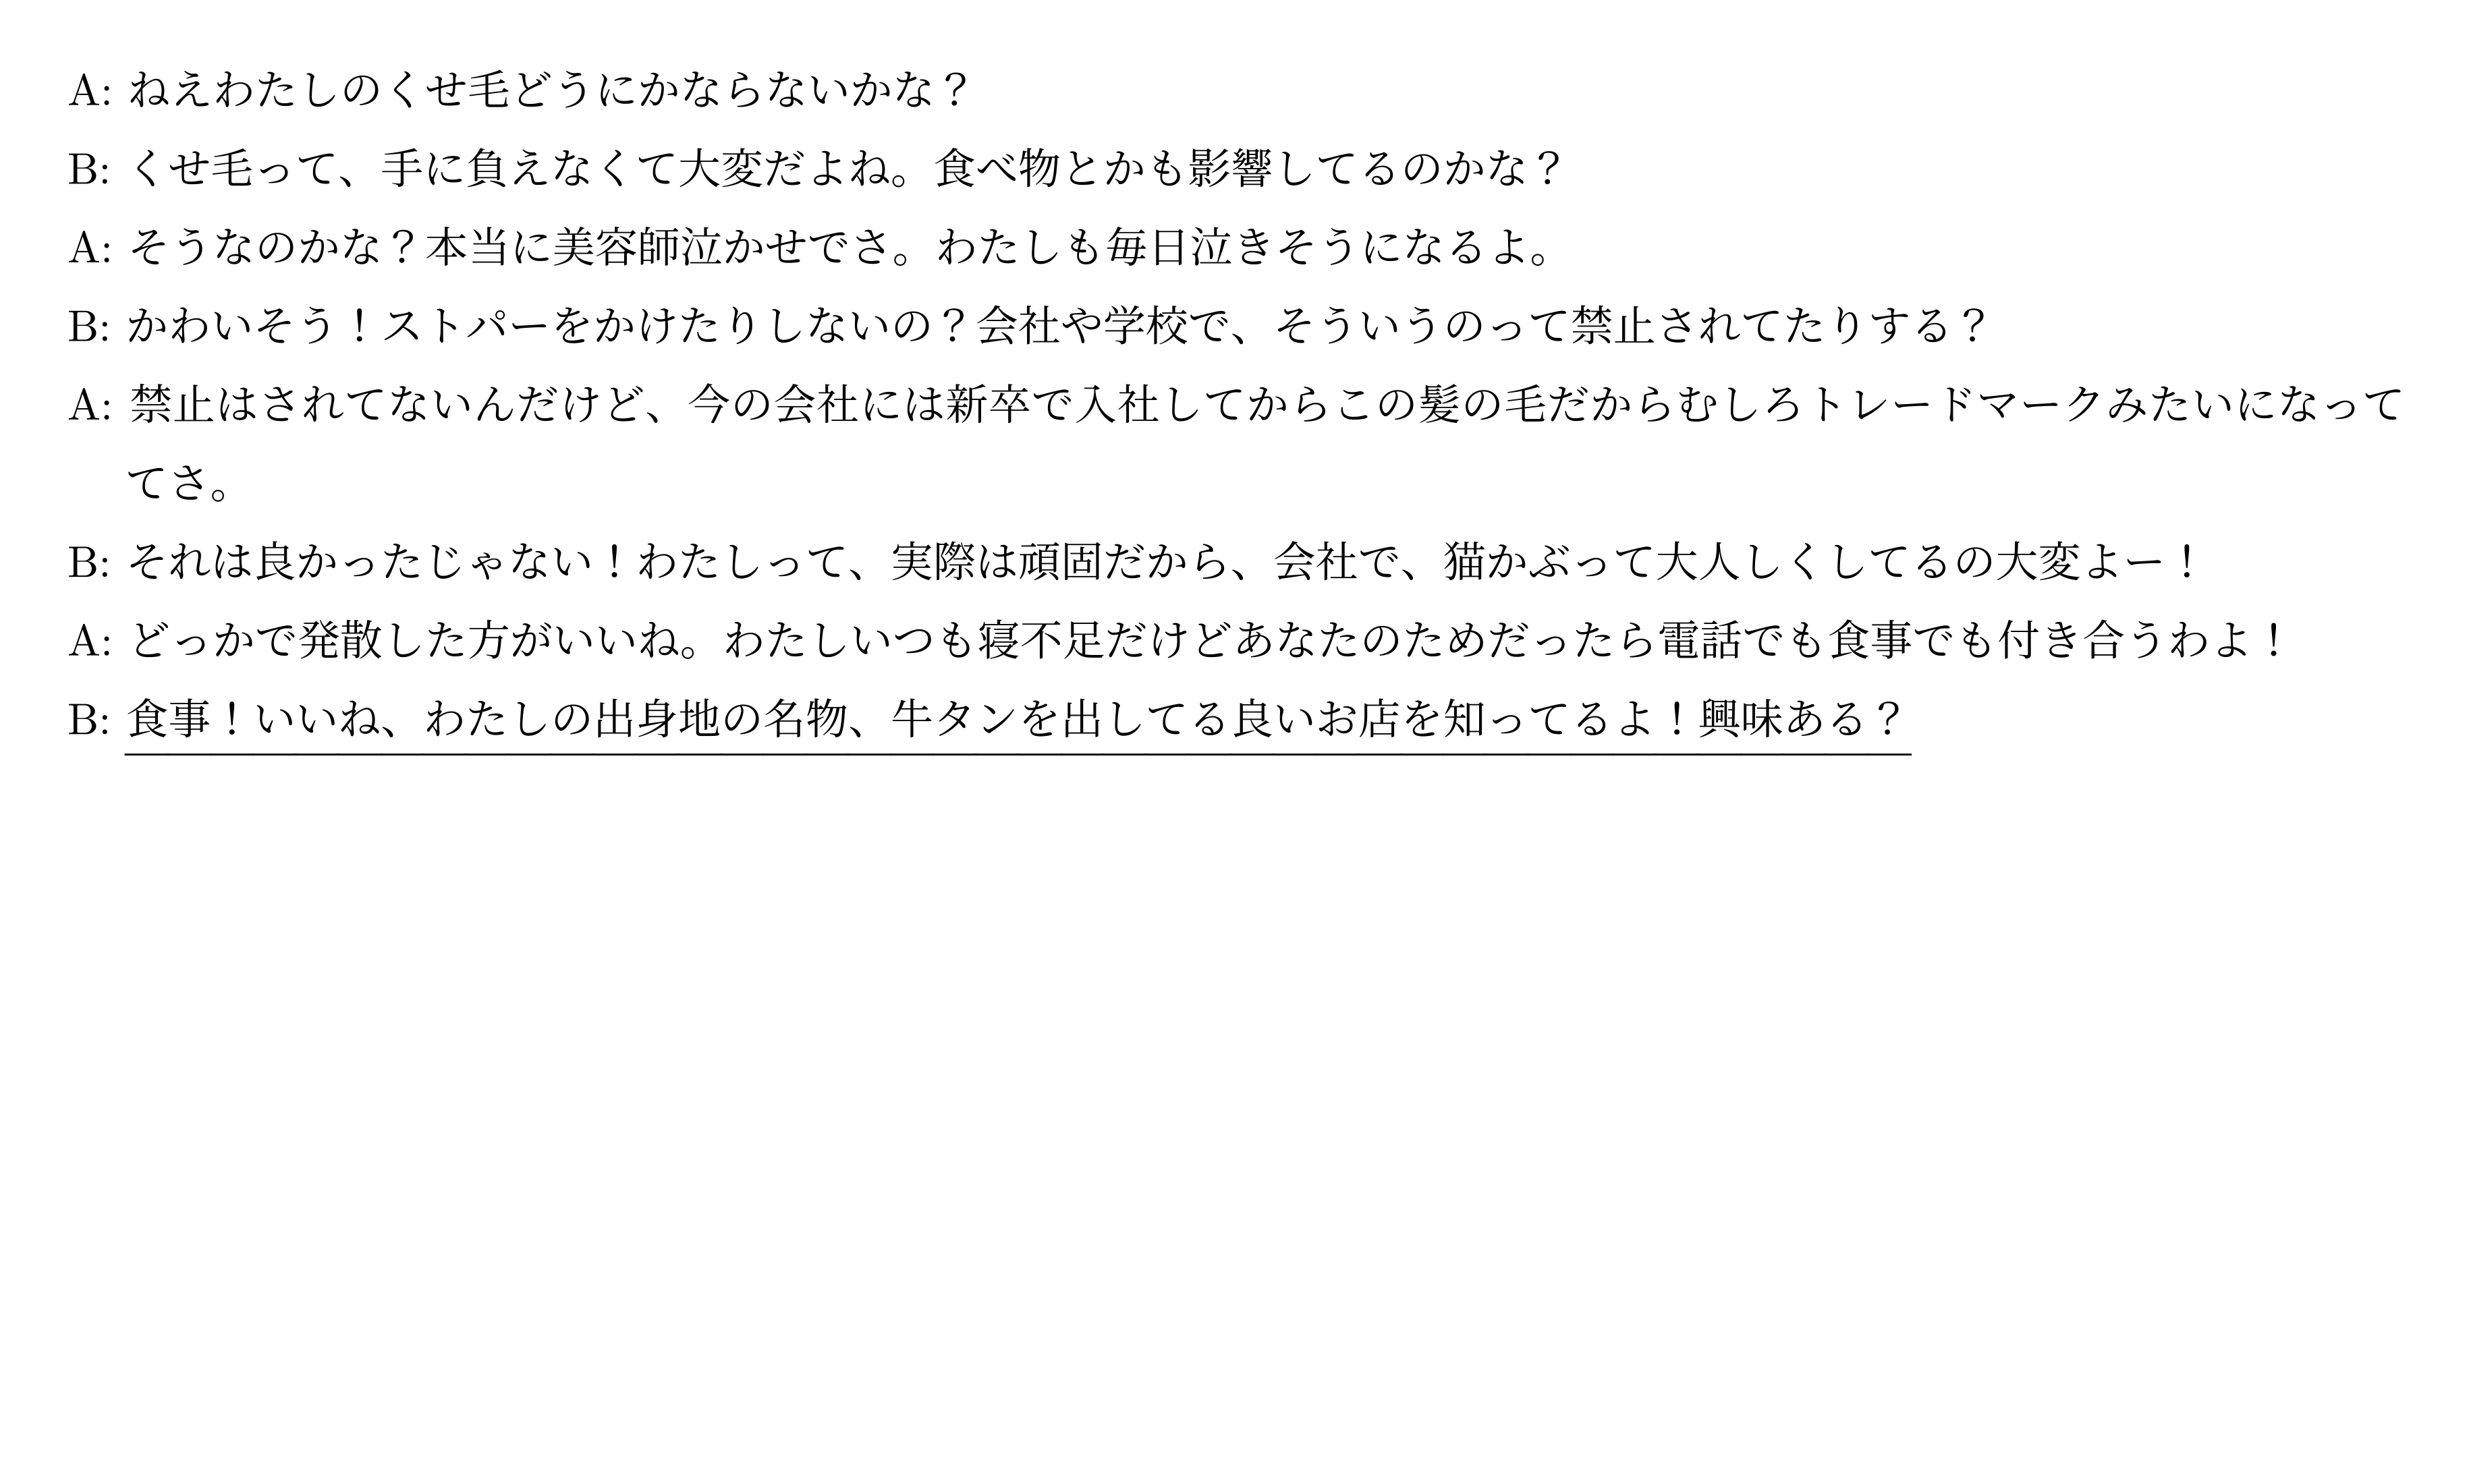 A: ねえわたしのくせ毛どうにかならないかな？
B: くせ毛って、手に負えなくて大変だよね。食べ物とかも影響してるのかな？
A: そうなのかな？本当に美容師泣かせでさ。わたしも毎日泣きそうになるよ。
B: かわいそう！ストパーをかけたりしないの？会社や学校で、そういうのって禁止されてたりする？
A: 禁止はされてないんだけど、今の会社には新卒で入社してからこの髪の毛だからむしろトレードマークみたいになって
てさ。
B: それは良かったじゃない！わたしって、実際は頑固だから、会社で、猫かぶって大人しくしてるの大変よー！
A: どっかで発散した方がいいね。わたしいつも寝不足だけどあなたのためだったら電話でも食事でも付き合うわよ！
B: 食事！いいね、わたしの出身地の名物、牛タンを出してる良いお店を知ってるよ！興味ある？